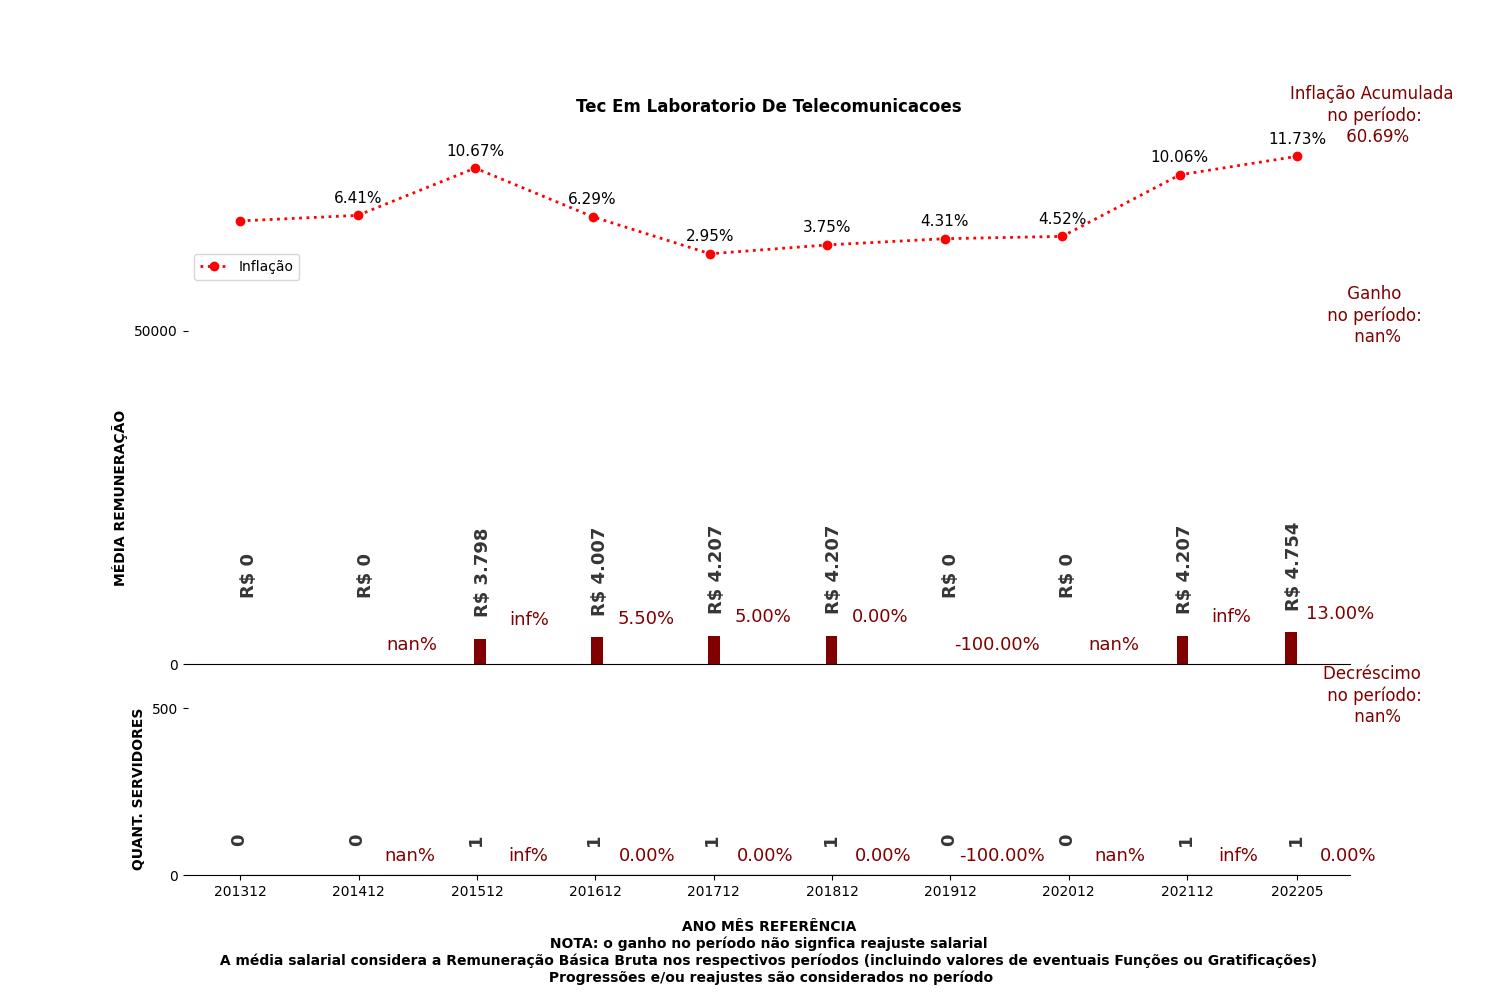 Tec Em Laboratorio De Telecomunicacoes
Inflação Acumulada
no período:
60.69%
6.41%
10.67%
6.29%
2.95%
3.75%
4.31%
4.52%
10.06%
11.73%
Inflação
Ganho
no período:
nan%
MÉDIA REMUNERAÇÃO
50000
0
R$ 0
R$ 0
R$ 3.798
R$ 4.007
R$ 4.207
R$ 4.207
R$ 0
R$ 0
R$ 4.207
R$ 4.754
nan%
inf%
5.50%
5.00%
0.00%
-100.00%
nan%
inf%
13.00%
Decréscimo
no período:
nan%
QUANT. SERVIDORES
500
0
0
0
1
1
1
1
0
0
1
1
nan%
inf%
0.00%
0.00%
0.00%
-100.00%
nan%
inf%
0.00%
201312
201412
201512
201612
201712
201812
201912
202012
202112
202205
ANO MÊS REFERÊNCIA
NOTA: o ganho no período não signfica reajuste salarial
A média salarial considera a Remuneração Básica Bruta nos respectivos períodos (incluindo valores de eventuais Funções ou Gratificações)
Progressões e/ou reajustes são considerados no período